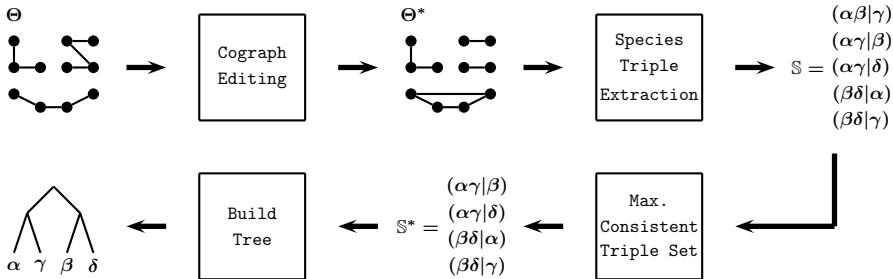 Θ
Cograph
Editing
Θ*
Species
Triple
Extraction
𝕊 =
(αβ|γ)
(αγ|β)
(αγ|δ)
(βδ|α)
(βδ|γ)
α γ β δ
Build
Tree
𝕊* =
(αγ|β)
(αγ|δ)
(βδ|α)
(βδ|γ)
Max.
Consistent
Triple Set